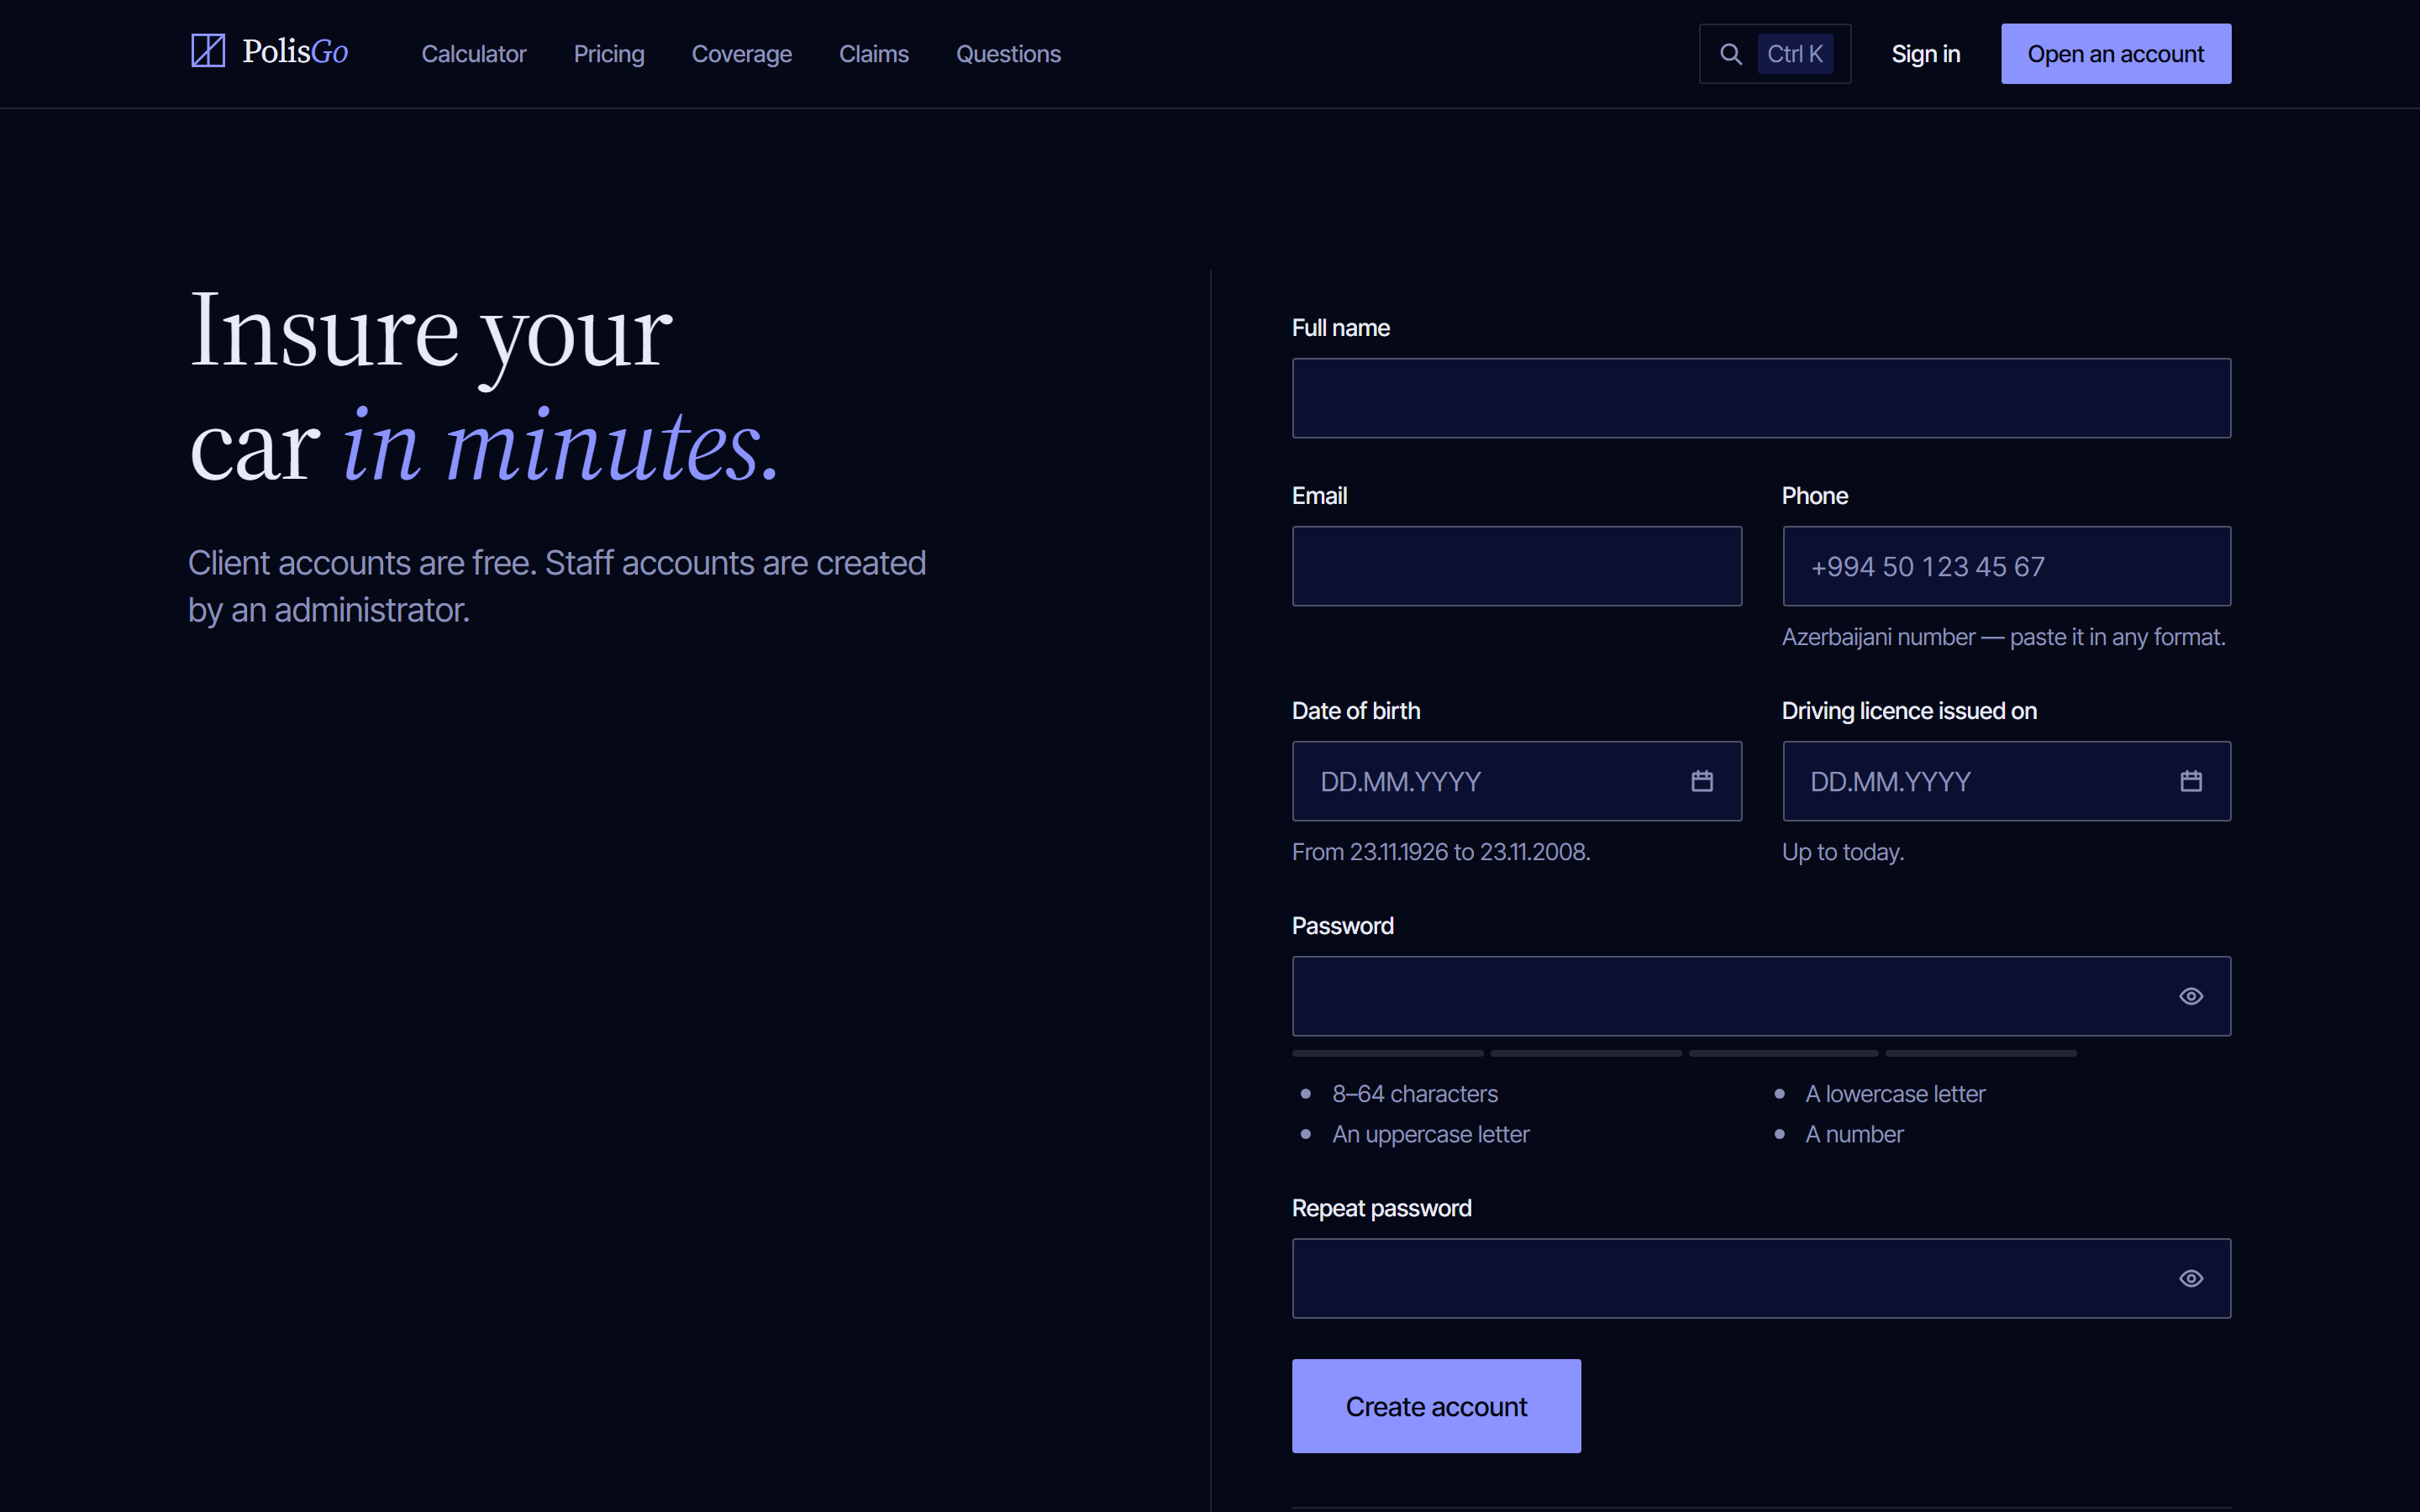 PolisGo
Calculator
Pricing
Coverage
Claims
Questions
Ctrl K
Sign in
Open an account
Insure your
car in minutes.
Client accounts are free. Staff accounts are created
by an administrator.
Full name
Email
Phone
+994 50 123 45 67
Azerbaijani number — paste it in any format.
Date of birth
Driving licence issued on
DD.MM.YYYY
DD.MM.YYYY
From 23.11.1926 to 23.11.2008.
Up to today.
Password
8–64 characters
A lowercase letter
An uppercase letter
A number
Repeat password
Create account